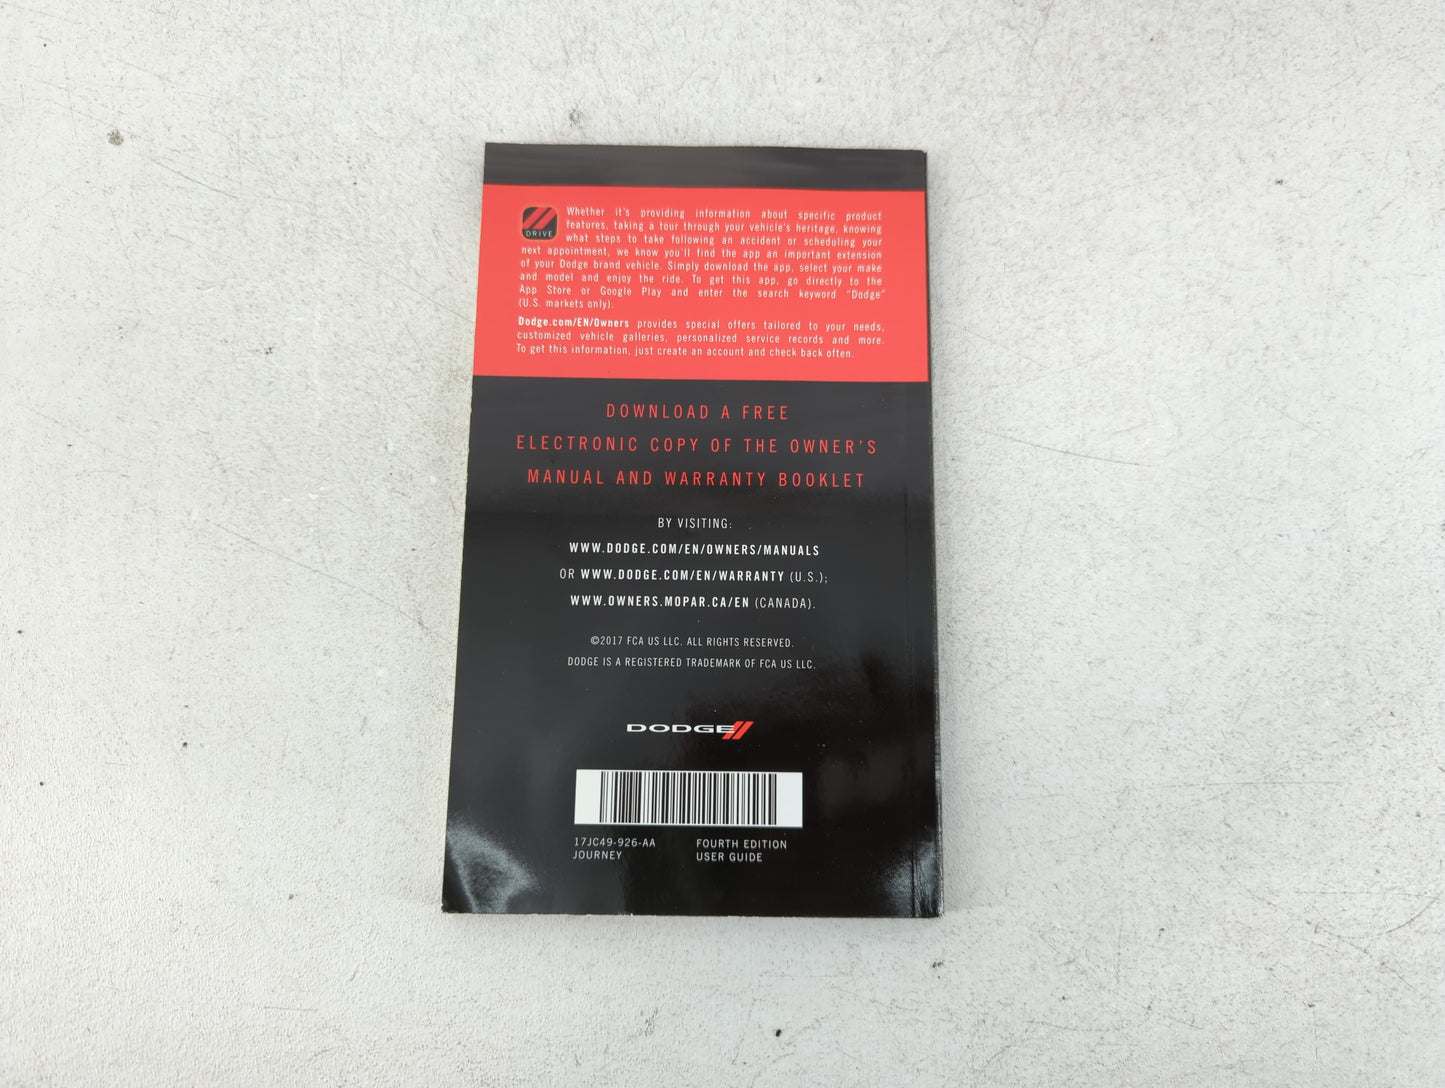 DRIVE
Whether it's providing information about specific product
features, taking a tour through your vehicle's heritage, knowing
what steps to take following an accident or scheduling your
next appointment, we know you'll find the app an important extension
of your Dodge brand vehicle. Simply download the app, select your make
and model and enjoy the ride. To get this app, go directly to the
App Store or Google Play and enter the search keyword "Dodge"
(U.S. markets only).
Dodge.com/EN/Owners provides special offers tailored to your needs,
customized vehicle galleries, personalized service records and more.
To get this information, just create an account and check back often.
DOWNLOAD A FREE
ELECTRONIC COPY OF THE OWNER'S
MANUAL AND WARRANTY BOOKLET
BY VISITING:
WWW.DODGE.COM/EN/OWNERS/MANUALS
OR WWW.DODGE.COM/EN/WARRANTY (U.S.);
WWW.OWNERS.MOPAR.CA/EN (CANADA).
©2017 FCA US LLC. ALL RIGHTS RESERVED.
DODGE IS A REGISTERED TRADEMARK OF FCA US LLC.
DODGE
17JC49-926-AA FOURTH EDITION
JOURNEY USER GUIDE